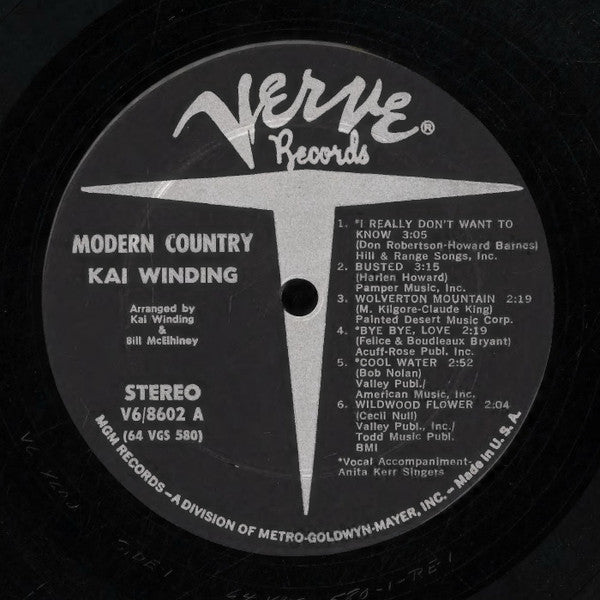 Verve®
Records
MODERN COUNTRY
KAI WINDING
Arranged by
Kai Winding
&
Bill McElhiney
STEREO
V6/8602 A
(64 VGS 580)
1. *I REALLY DON'T WANT TO
KNOW 3:05
(Don Robertson-Howard Barnes)
Hill & Range Songs, Inc.
2. BUSTED 3:15
(Harlen Howard)
Pamper Music, Inc.
3. WOLVERTON MOUNTAIN 2:19
(M. Kilgore-Claude King)
Painted Desert Music Corp.
4. *BYE BYE, LOVE 2:19
(Felice & Boudleaux Bryant)
Acuff-Rose Publ. Inc.
5. *COOL WATER 2:52
(Bob Nolan)
Valley Publ./
American Music, Inc.
6. WILDWOOD FLOWER 2:04
(Cecil Null)
Valley Publ., Inc./
Todd Music Publ.
BMI
*Vocal Accompaniment-
Anita Kerr Singers
MGM RECORDS—A DIVISION OF METRO-GOLDWYN-MAYER, INC. – Made in U.S.A.